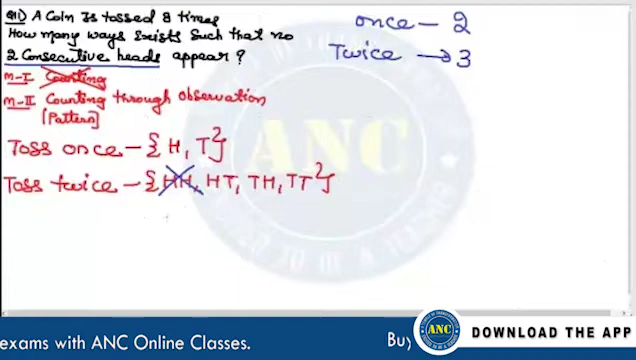 Q1) A Coin Is tossed 8 times
How many ways Exists Such that no
2 Consecutive heads appear?
M-I Counting
M-II Counting through observation
[Pattern]
Toss once – { H, T }
Toss twice – { HH, HT, TH, TT }
once – 2
Twice → 3
ANC
exams with ANC Online Classes.
Buy
ANC
DOWNLOAD THE APP